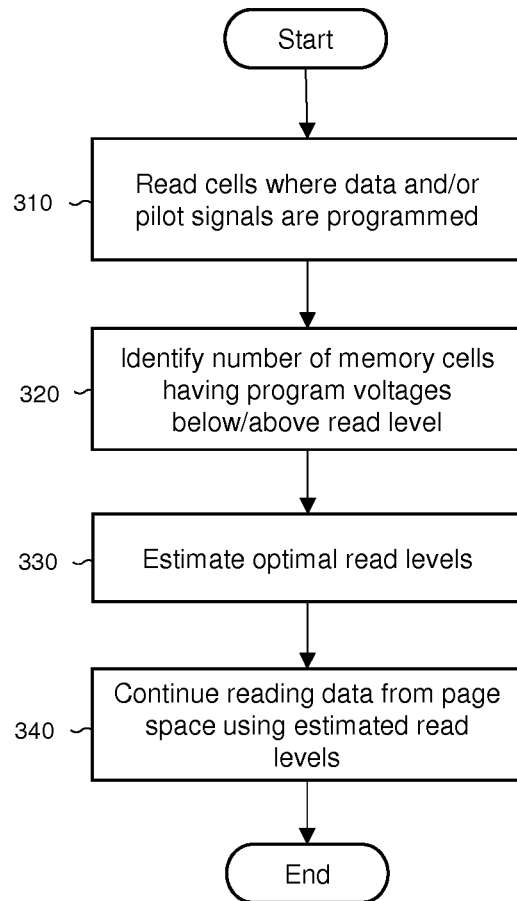 Start
310
Read cells where data and/or
pilot signals are programmed
320
Identify number of memory cells
having program voltages
below/above read level
330
Estimate optimal read levels
340
Continue reading data from page
space using estimated read
levels
End